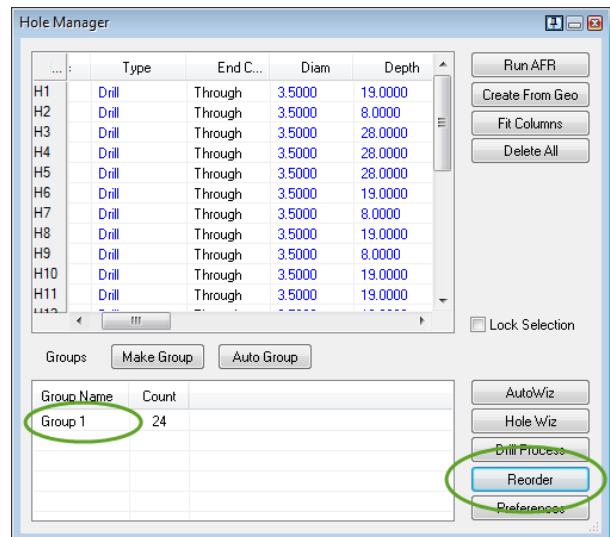 Hole Manager
... : Type End C... Diam Depth
H1 Drill Through 3.5000 19.0000
H2 Drill Through 3.5000 8.0000
H3 Drill Through 3.5000 28.0000
H4 Drill Through 3.5000 28.0000
H5 Drill Through 3.5000 28.0000
H6 Drill Through 3.5000 19.0000
H7 Drill Through 3.5000 8.0000
H8 Drill Through 3.5000 19.0000
H9 Drill Through 3.5000 8.0000
H10 Drill Through 3.5000 19.0000
H11 Drill Through 3.5000 19.0000
Run AFR
Create From Geo
Fit Columns
Delete All
Lock Selection
Groups Make Group Auto Group
Group Name Count
Group 1 24
AutoWiz
Hole Wiz
Drill Process
Reorder
Preferences